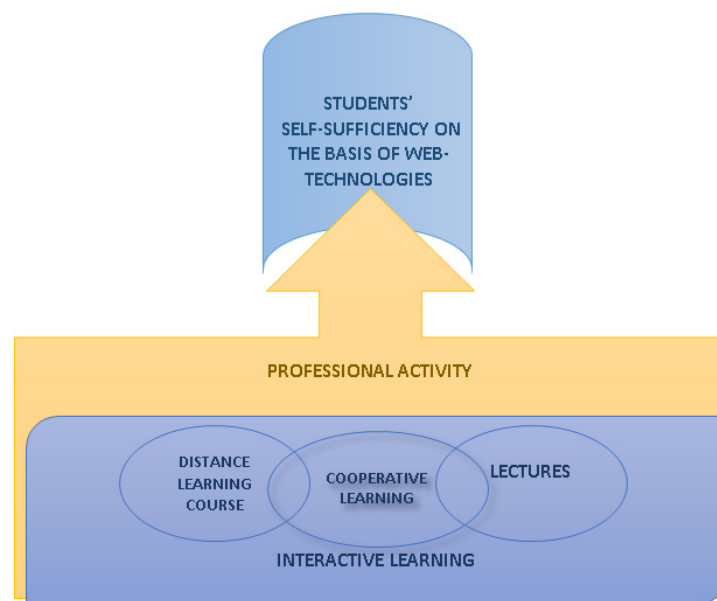 STUDENTS'
SELF-SUFFICIENCY ON
THE BASIS OF WEB-
TECHNOLOGIES
PROFESSIONAL ACTIVITY
DISTANCE
LEARNING
COURSE
COOPERATIVE
LEARNING
LECTURES
INTERACTIVE LEARNING